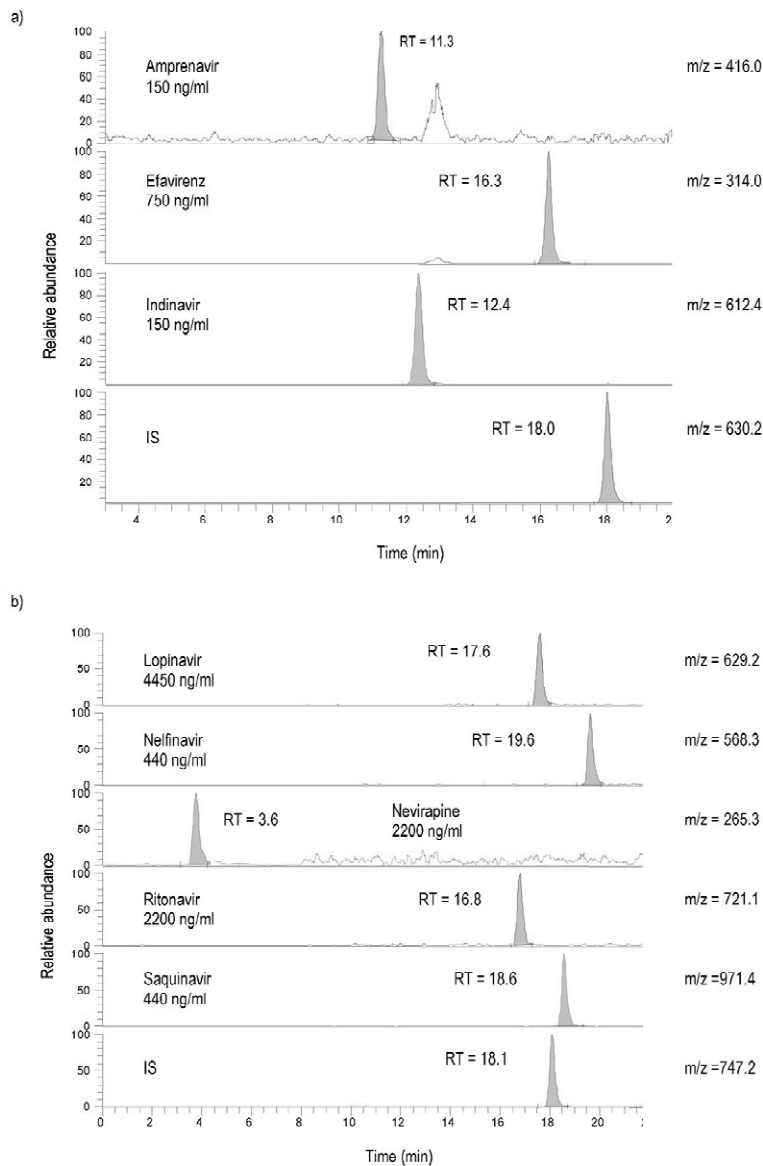 a)
100
80
60
40
20
0
Amprenavir
150 ng/ml
RT = 11.3
m/z = 416.0
100
80
60
40
20
Efavirenz
750 ng/ml
RT = 16.3
m/z = 314.0
100
80
60
40
20
Indinavir
150 ng/ml
RT = 12.4
m/z = 612.4
100
80
60
40
20
IS
RT = 18.0
m/z = 630.2
Relative abundance
4 6 8 10 12 14 16 18 2
Time (min)
b)
100
50
0
Lopinavir
4450 ng/ml
RT = 17.6
m/z = 629.2
100
50
0
Nelfinavir
440 ng/ml
RT = 19.6
m/z = 568.3
100
50
0
RT = 3.6
Nevirapine
2200 ng/ml
m/z = 265.3
100
50
0
Ritonavir
2200 ng/ml
RT = 16.8
m/z = 721.1
100
50
0
Saquinavir
440 ng/ml
RT = 18.6
m/z =971.4
100
50
0
IS
RT = 18.1
m/z =747.2
Relative abundance
0 2 4 6 8 10 12 14 16 18 20
Time (min)